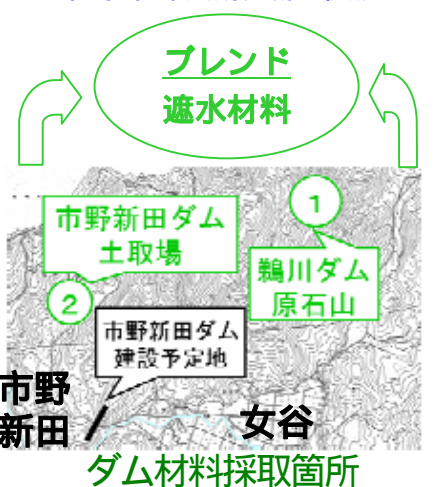 ブレンド
遮水材料
1
市野新田ダム
土取場
鵜川ダム
原石山
2
市野新田ダム
建設予定地
市野
新田
女谷
ダム材料採取箇所